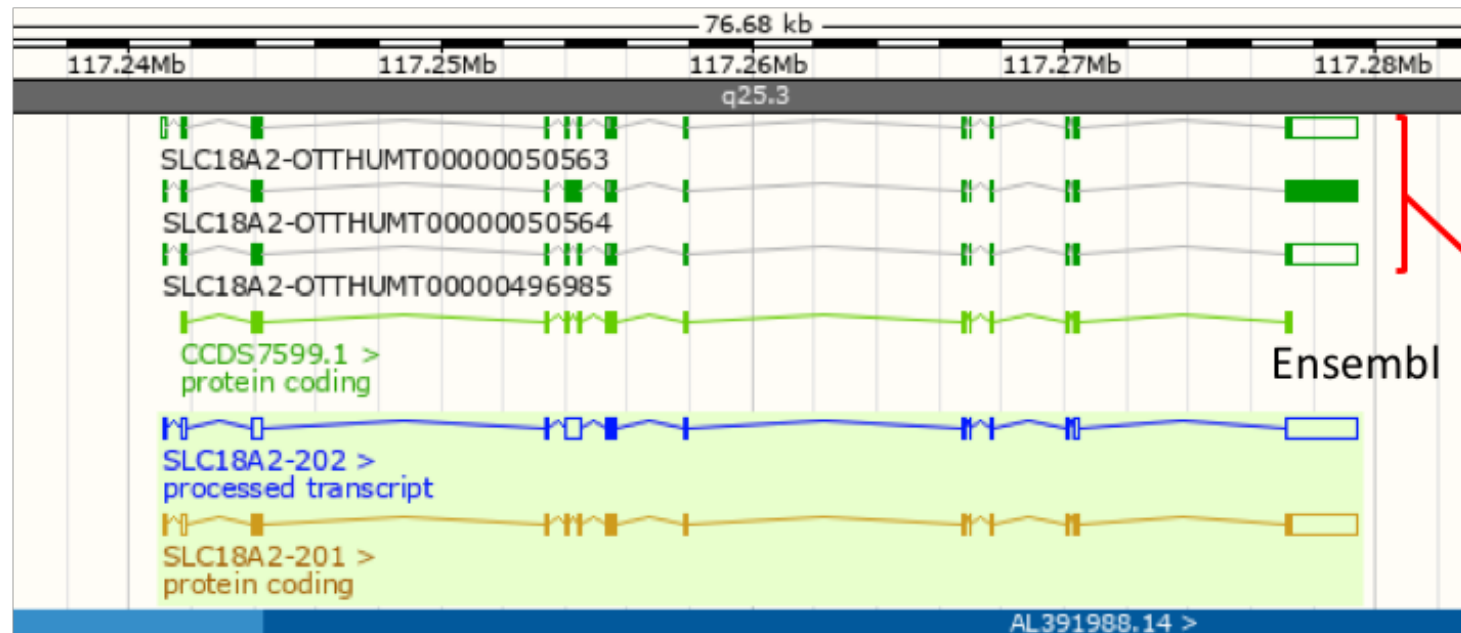 76.68 kb
117.24Mb 117.25Mb 117.26Mb 117.27Mb 117.28Mb
q25.3
SLC18A2-OTTHUMT00000050563
SLC18A2-OTTHUMT00000050564
SLC18A2-OTTHUMT00000496985
CCDS7599.1 >
protein coding
Ensembl
SLC18A2-202 >
processed transcript
SLC18A2-201 >
protein coding
AL391988.14 >